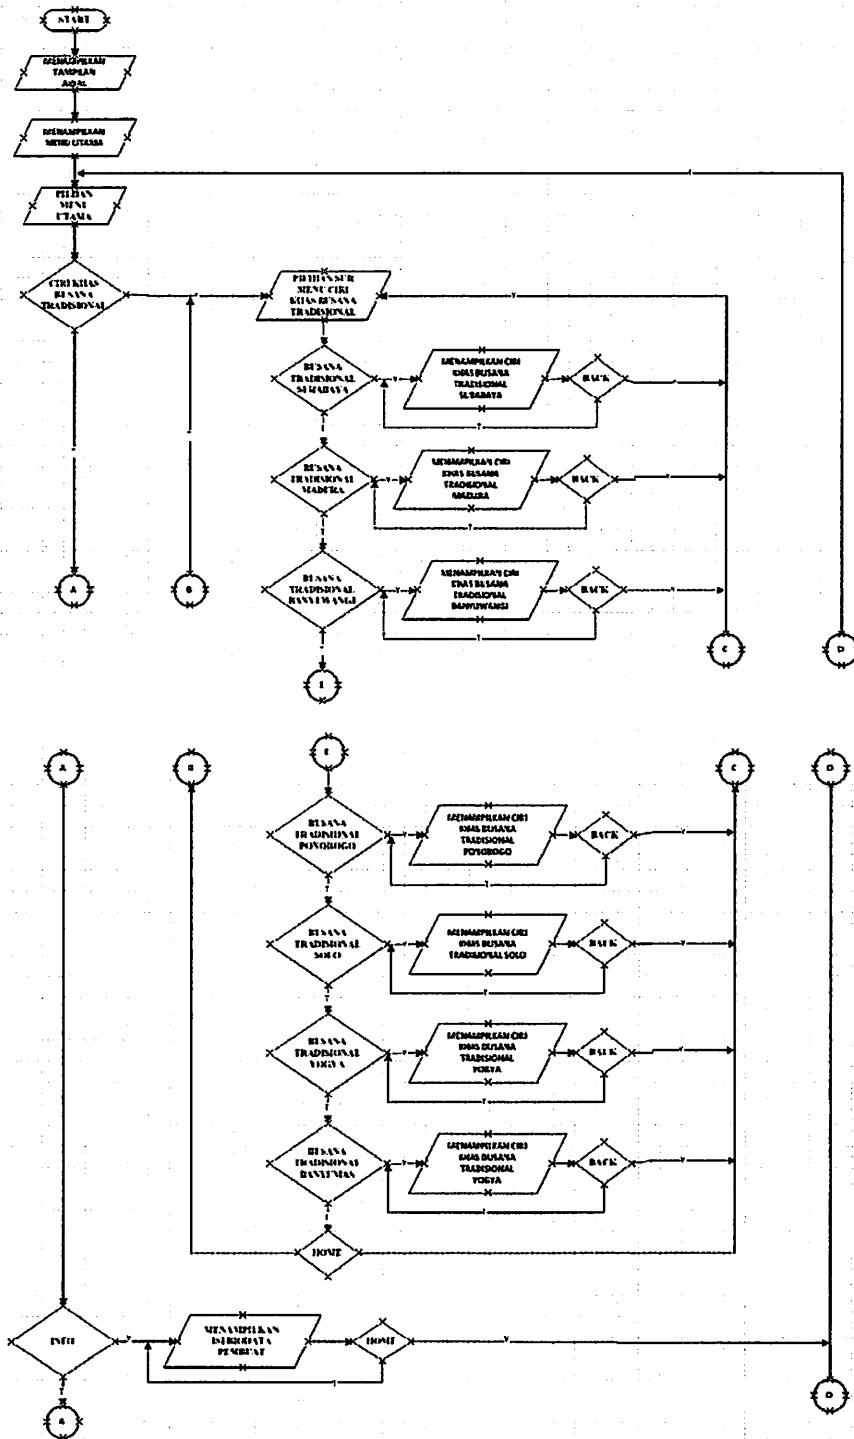 START
MENAMPILKAN
TAMPILAN
AWAL
MENAMPILKAN
MENU UTAMA
PILIHAN
MENU
UTAMA
CIRI KHAS
BUSANA
TRADISIONAL
PILIHAN SUB
MENU CIRI
KHAS BUSANA
TRADISIONAL
Y
BUSANA
TRADISIONAL
SURABAYA
Y
MENAMPILKAN CIRI
KHAS BUSANA
TRADISIONAL
SURABAYA
BACK
T
BUSANA
TRADISIONAL
MADURA
Y
MENAMPILKAN CIRI
KHAS BUSANA
TRADISIONAL
MADURA
BACK
Y
T
BUSANA
TRADISIONAL
BANYUWANGI
Y
MENAMPILKAN CIRI
KHAS BUSANA
TRADISIONAL
BANYUWANGI
BACK
Y
T
A
B
C
D
E
A
B
E
C
D
BUSANA
TRADISIONAL
PONOROGO
Y
MENAMPILKAN CIRI
KHAS BUSANA
TRADISIONAL
PONOROGO
BACK
Y
T
BUSANA
TRADISIONAL
SOLO
Y
MENAMPILKAN CIRI
KHAS BUSANA
TRADISIONAL SOLO
BACK
Y
T
BUSANA
TRADISIONAL
YOGYA
Y
MENAMPILKAN CIRI
KHAS BUSANA
TRADISIONAL
YOGYA
BACK
Y
T
BUSANA
TRADISIONAL
BANYUMAS
Y
MENAMPILKAN CIRI
KHAS BUSANA
TRADISIONAL
YOGYA
BACK
Y
T
HOME
INFO
Y
MENAMPILKAN
ISI BIODATA
PEMBUAT
HOME
Y
T
A
D